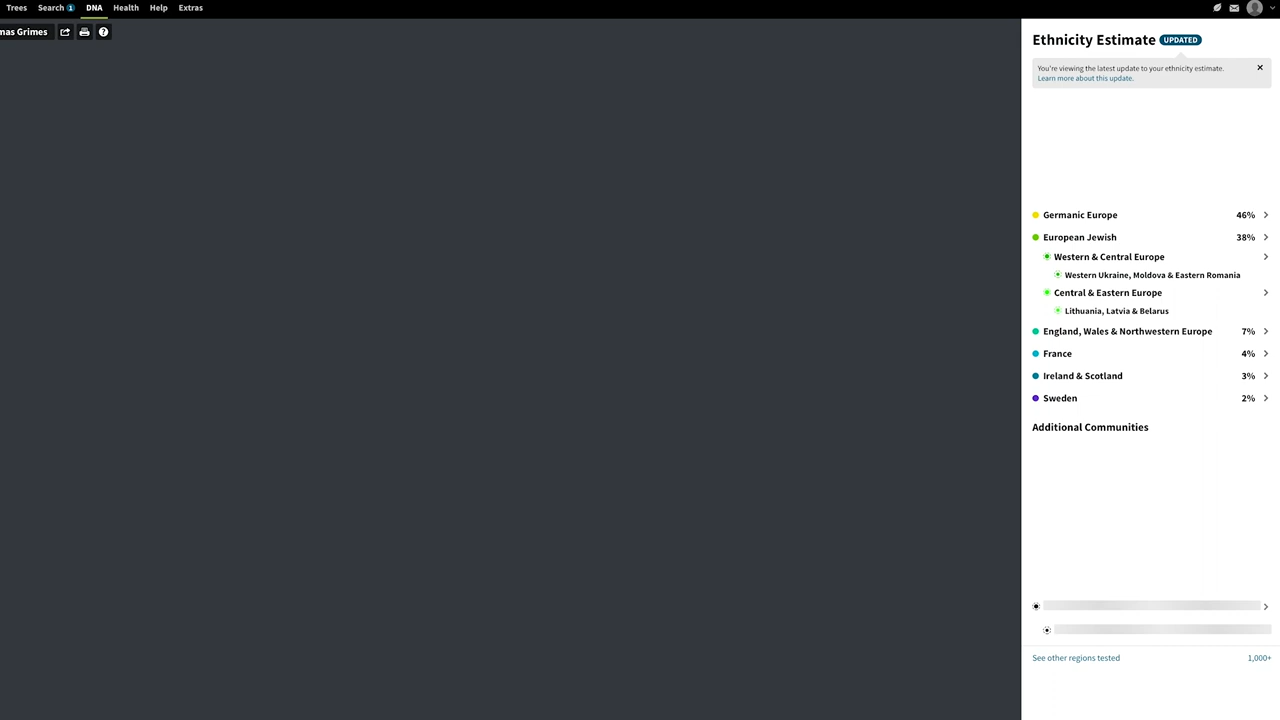 Trees Search 1 DNA Health Help Extras
Grimes
Ethnicity Estimate UPDATED
You're viewing the latest update to your ethnicity estimate.
Learn more about this update.
Germanic Europe 46%
European Jewish 38%
Western & Central Europe
Western Ukraine, Moldova & Eastern Romania
Central & Eastern Europe
Lithuania, Latvia & Belarus
England, Wales & Northwestern Europe 7%
France 4%
Ireland & Scotland 3%
Sweden 2%
Additional Communities
See other regions tested 1,000+